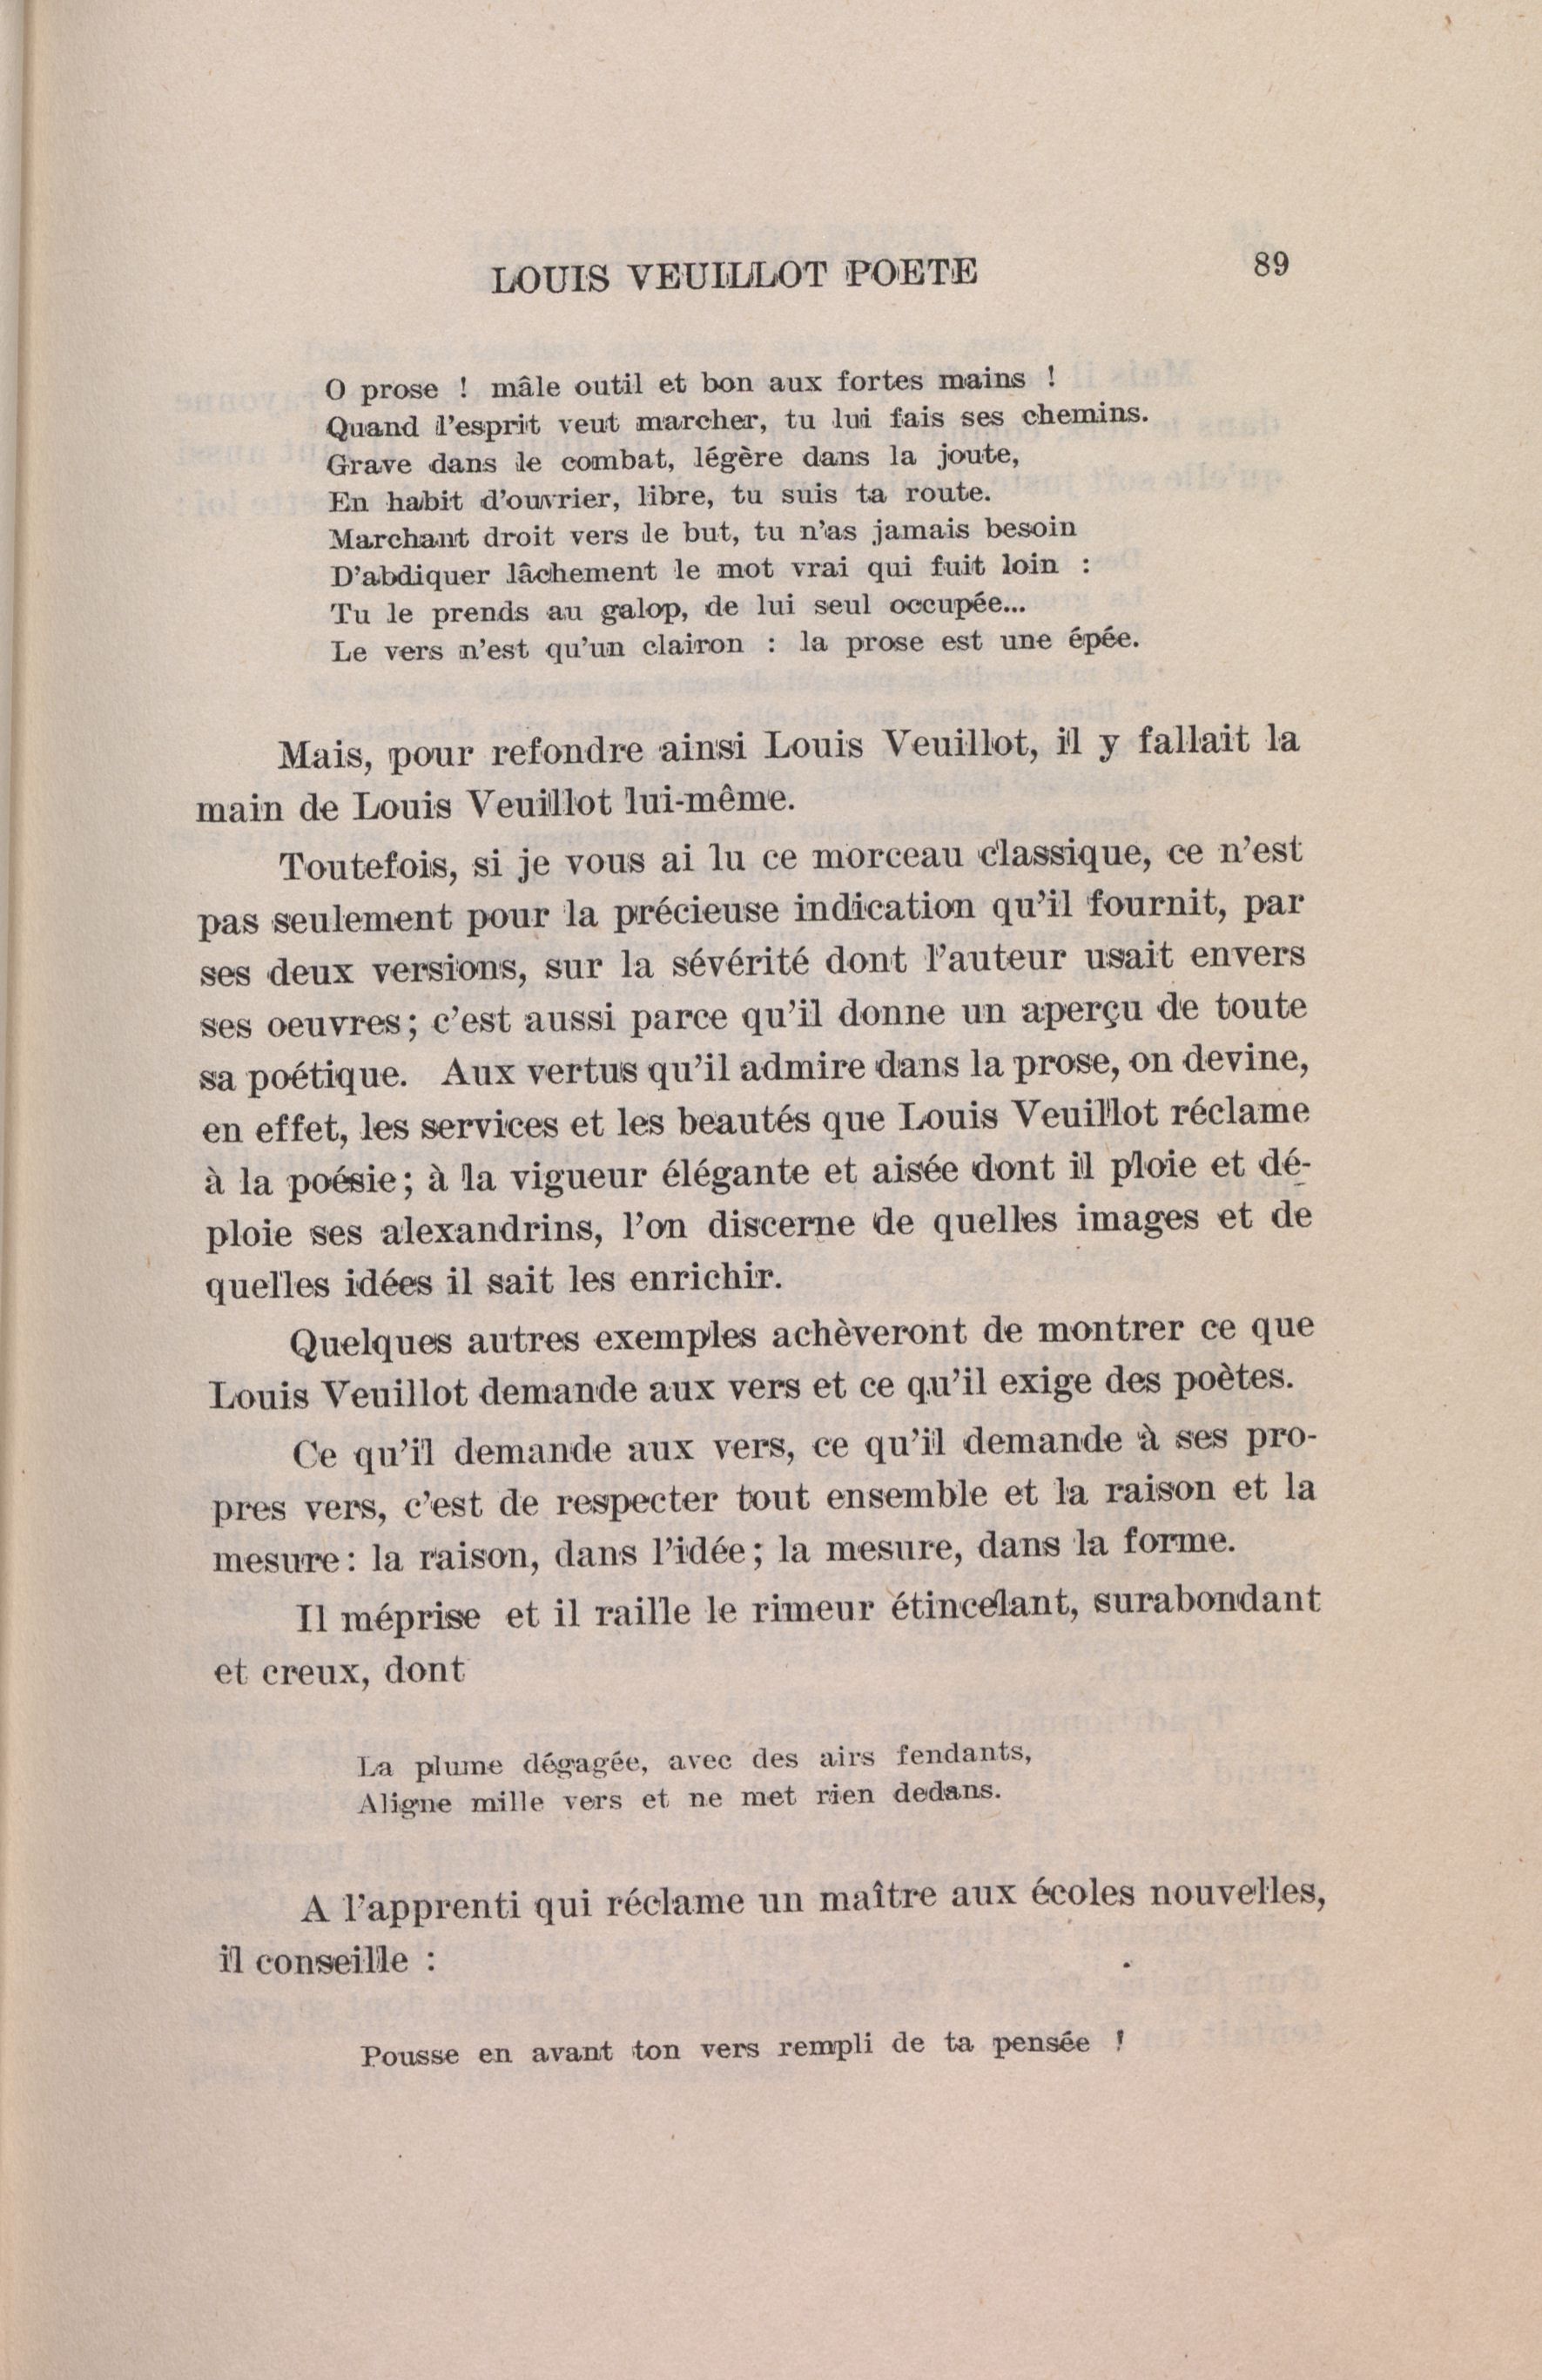 LOUIS VEUILLOT POETE 89
O prose ! mâle outil et bon aux fortes mains !
Quand l'esprit veut marcher, tu lui fais ses chemins.
Grave dans le combat, légère dans la joute,
En habit d'ouvrier, libre, tu suis ta route.
Marchant droit vers le but, tu n'as jamais besoin
D'abdiquer lâchement le mot vrai qui fuit loin :
Tu le prends au galop, de lui seul occupée...
Le vers n'est qu'un clairon : la prose est une épée.
Mais, pour refondre ainsi Louis Veuillot, il y fallait la
main de Louis Veuillot lui-même.
Toutefois, si je vous ai lu ce morceau classique, ce n'est
pas seulement pour la précieuse indication qu'il fournit, par
ses deux versions, sur la sévérité dont l'auteur usait envers
ses oeuvres; c'est aussi parce qu'il donne un aperçu de toute
sa poétique. Aux vertus qu'il admire dans la prose, on devine,
en effet, les services et les beautés que Louis Veuillot réclame
à la poésie; à la vigueur élégante et aisée dont il ploie et dé-
ploie ses alexandrins, l'on discerne de quelles images et de
quelles idées il sait les enrichir.
Quelques autres exemples achèveront de montrer ce que
Louis Veuillot demande aux vers et ce qu'il exige des poètes.
Ce qu'il demande aux vers, ce qu'il demande à ses pro-
pres vers, c'est de respecter tout ensemble et la raison et la
mesure: la raison, dans l'idée; la mesure, dans la forme.
Il méprise et il raille le rimeur étincelant, surabondant
et creux, dont
La plume dégagée, avec des airs fendants,
Aligne mille vers et ne met rien dedans.
A l'apprenti qui réclame un maître aux écoles nouvelles,
il conseille :
Pousse en avant ton vers rempli de ta pensée !